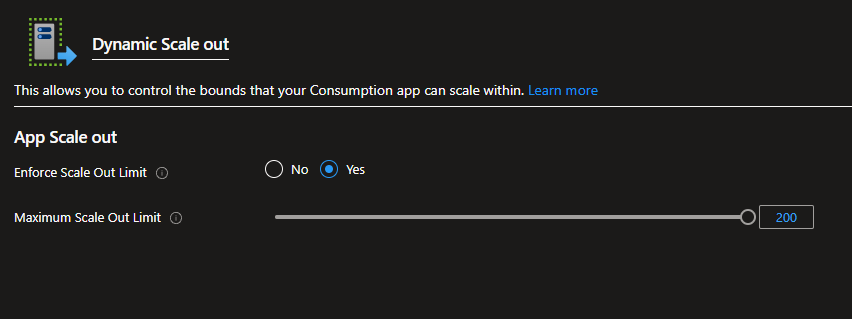 Dynamic Scale out
This allows you to control the bounds that your Consumption app can scale within. Learn more
App Scale out
Enforce Scale Out Limit No Yes
Maximum Scale Out Limit 200